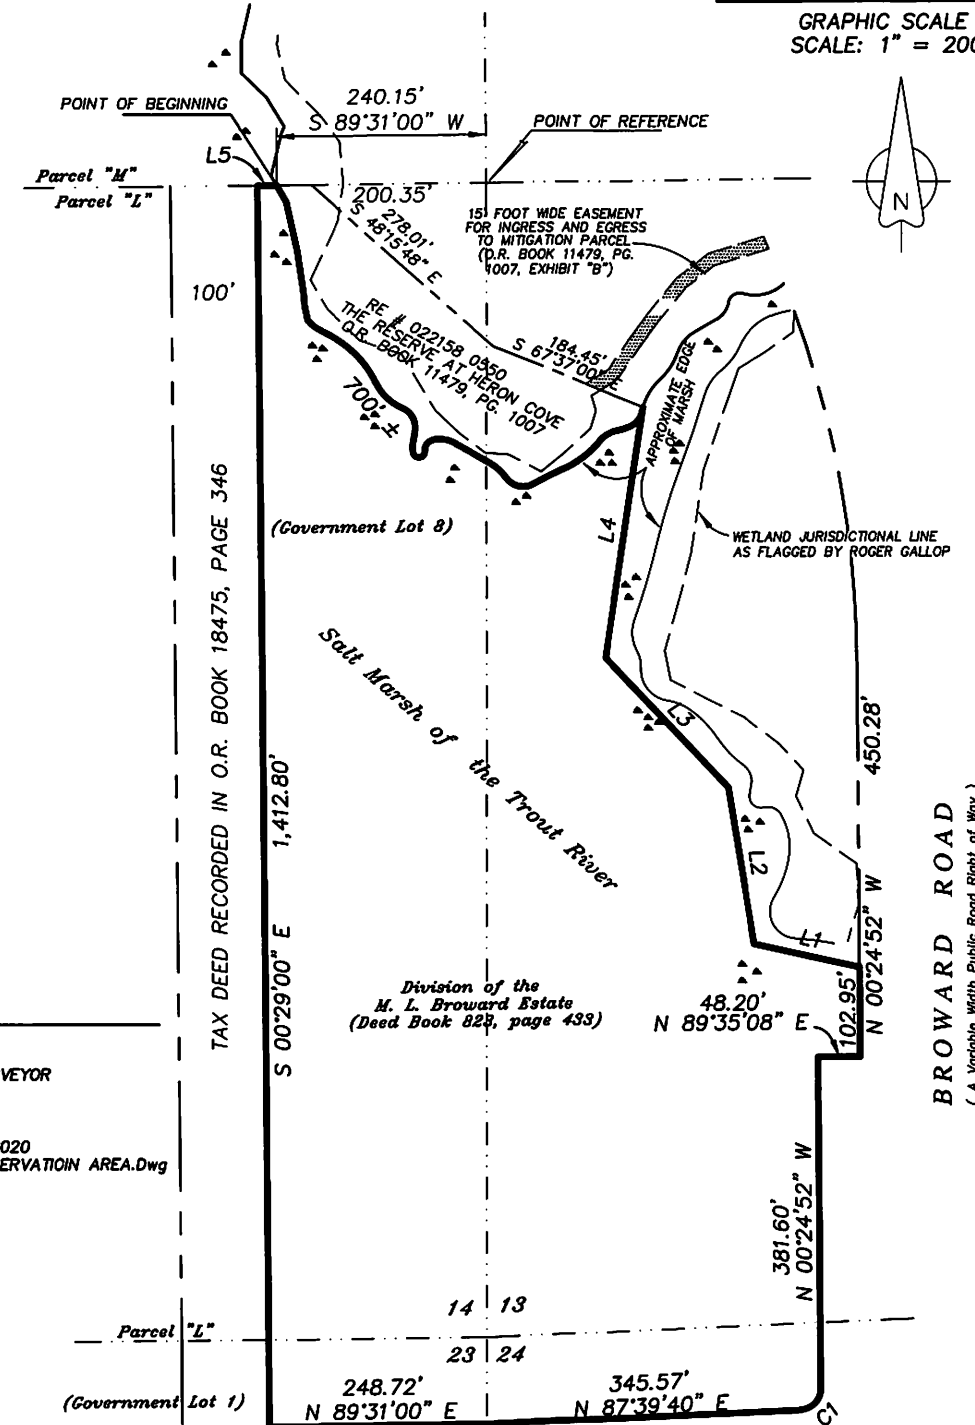 GRAPHIC SCALE
SCALE: 1" = 200
240.15'
POINT OF BEGINNING
S 89°31'00" W
POINT OF REFERENCE
L5
Parcel "M"
Parcel "L"
200.35'
278.01'
S 48°15'48" E
15' FOOT WIDE EASEMENT
FOR INGRESS AND EGRESS
TO MITIGATION PARCEL
(O.R. BOOK 11479, PG.
1007, EXHIBIT "B")
N
100'
RE # 022158 0550
THE RESERVE AT HERON COVE
O.R. BOOK 11479, PG. 1007
184.45'
S 67°37'00" E
APPROXIMATE EDGE
OF MARSH
700' ±
TAX DEED RECORDED IN O.R. BOOK 18475, PAGE 346
(Government Lot 8)
L4
WETLAND JURISDICTIONAL LINE
AS FLAGGED BY ROGER GALLOP
Salt Marsh of the Trout River
L3
450.28'
1,412.80'
S 00°29'00" E
L2
L1
N 00°24'52" W
102.95'
BROWARD ROAD
( A Variable Width Public Road Right of Way )
Division of the
M. L. Broward Estate
(Deed Book 823, page 433)
48.20'
N 89°35'08" E
VEYOR
020
ERVATIOIN AREA.Dwg
381.60'
N 00°24'52" W
14 13
Parcel "L"
23 24
(Government Lot 1)
248.72'
N 89°31'00" E
345.57'
N 87°39'40" E
C1